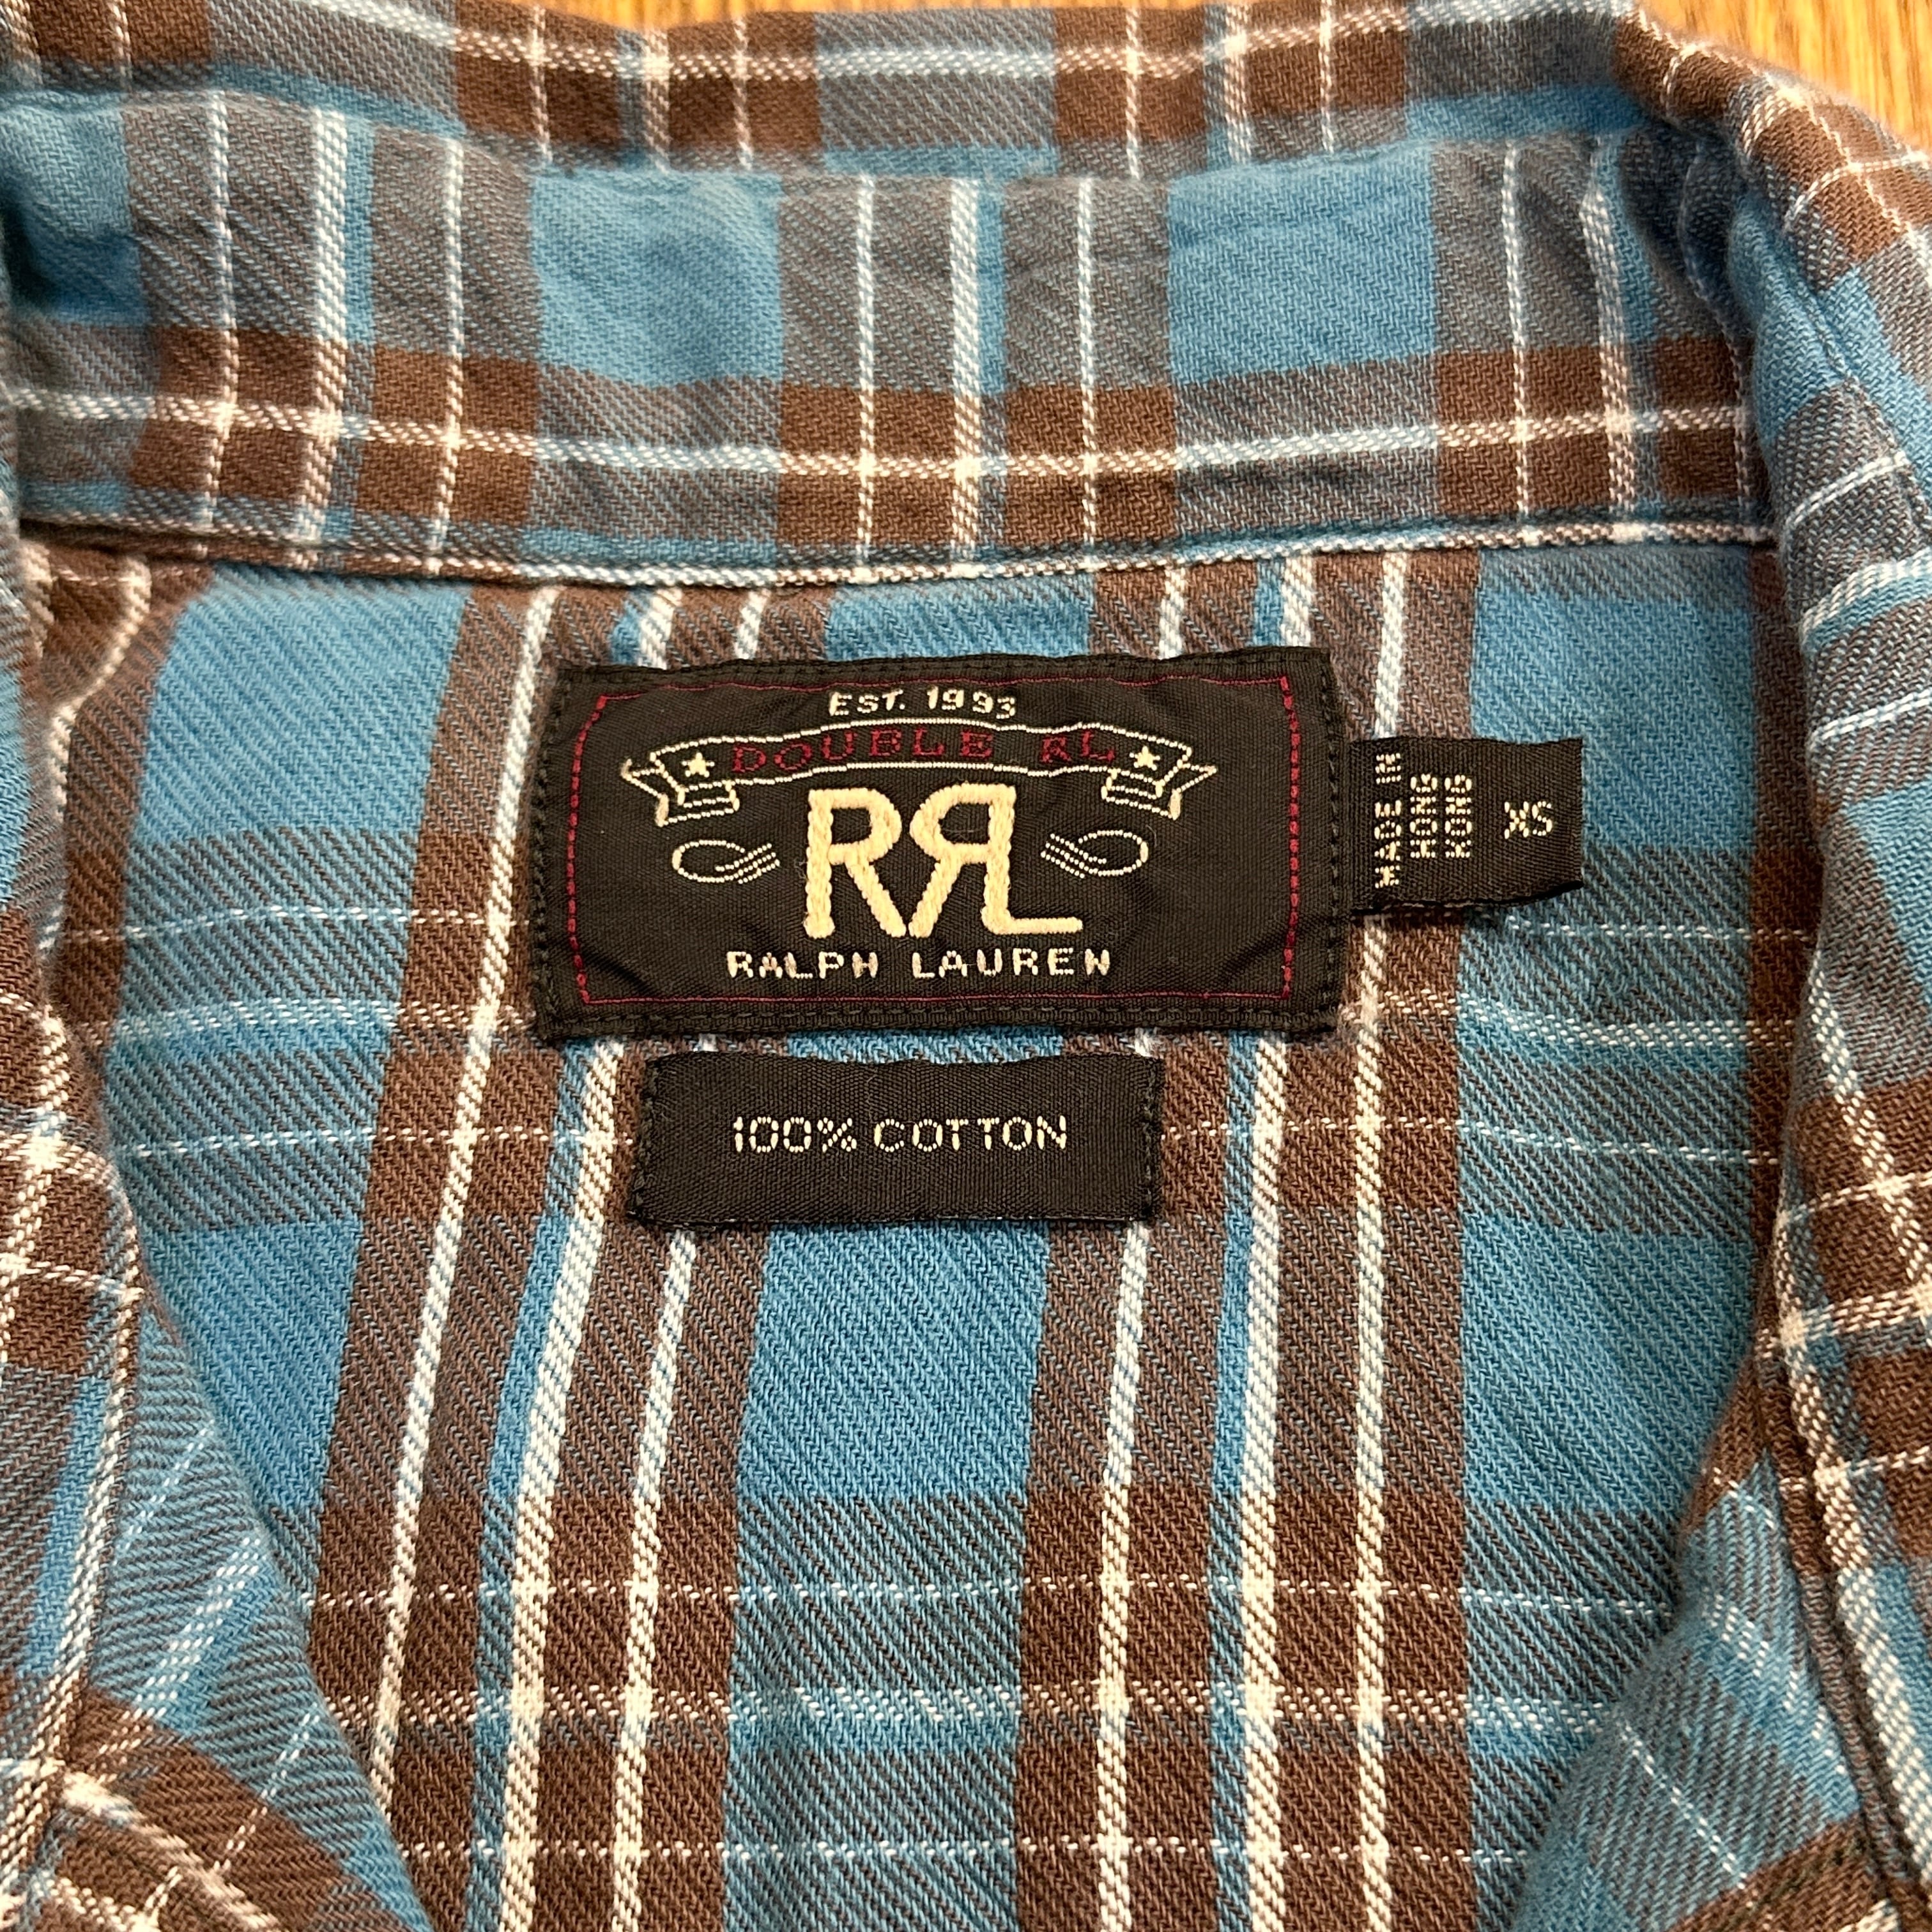 EST. 1993
DOUBLE RL
RRL
RALPH LAUREN
MADE IN
HONG
KONG
XS
100% COTTON